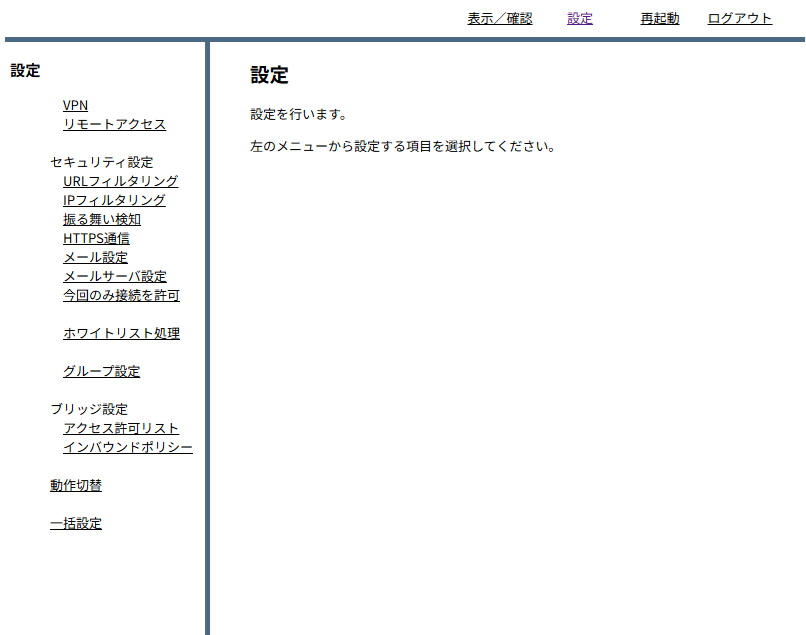 表示／確認 設定 再起動 ログアウト
設定
VPN
リモートアクセス
セキュリティ設定
URLフィルタリング
IPフィルタリング
振る舞い検知
HTTPS通信
メール設定
メールサーバ設定
今回のみ接続を許可
ホワイトリスト処理
グループ設定
ブリッジ設定
アクセス許可リスト
インバウンドポリシー
動作切替
一括設定
設定
設定を行います。
左のメニューから設定する項目を選択してください。